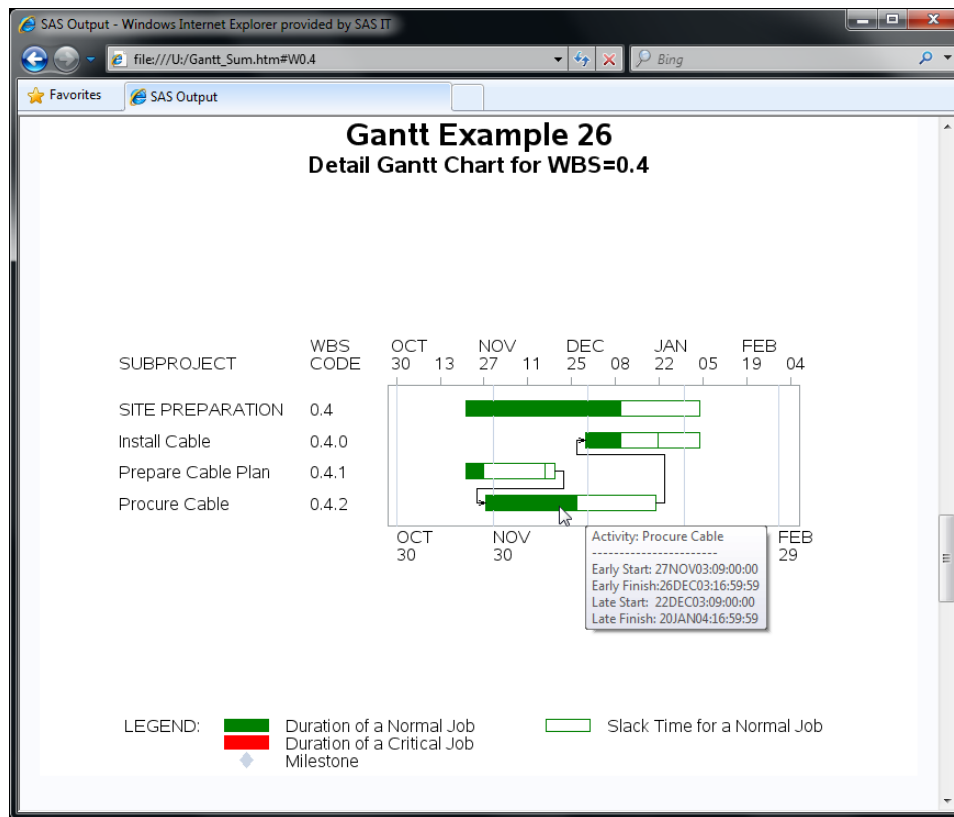 SAS Output - Windows Internet Explorer provided by SAS IT
file:///U:/Gantt_Sum.htm#W0.4
Bing
Favorites
SAS Output
Gantt Example 26
Detail Gantt Chart for WBS=0.4
WBS OCT NOV DEC JAN FEB
SUBPROJECT CODE 30 13 27 11 25 08 22 05 19 04
SITE PREPARATION 0.4
Install Cable 0.4.0
Prepare Cable Plan 0.4.1
Procure Cable 0.4.2
OCT NOV FEB
30 30 29
Activity: Procure Cable
-----------------------
Early Start: 27NOV03:09:00:00
Early Finish:26DEC03:16:59:59
Late Start: 22DEC03:09:00:00
Late Finish: 20JAN04:16:59:59
LEGEND: Duration of a Normal Job Slack Time for a Normal Job
Duration of a Critical Job
Milestone